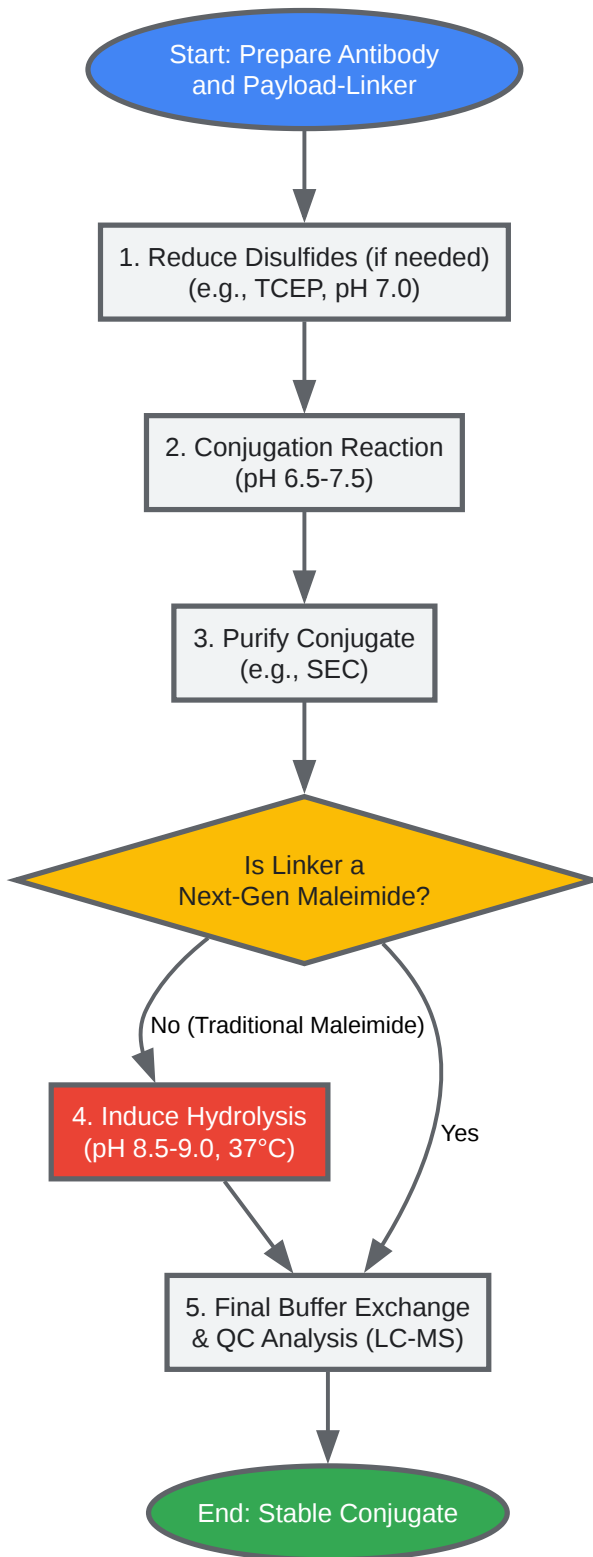 Start: Prepare Antibody
and Payload-Linker
1. Reduce Disulfides (if needed)
(e.g., TCEP, pH 7.0)
2. Conjugation Reaction
(pH 6.5-7.5)
3. Purify Conjugate
(e.g., SEC)
Is Linker a
Next-Gen Maleimide?
No (Traditional Maleimide)
4. Induce Hydrolysis
(pH 8.5-9.0, 37°C)
Yes
5. Final Buffer Exchange
& QC Analysis (LC-MS)
End: Stable Conjugate